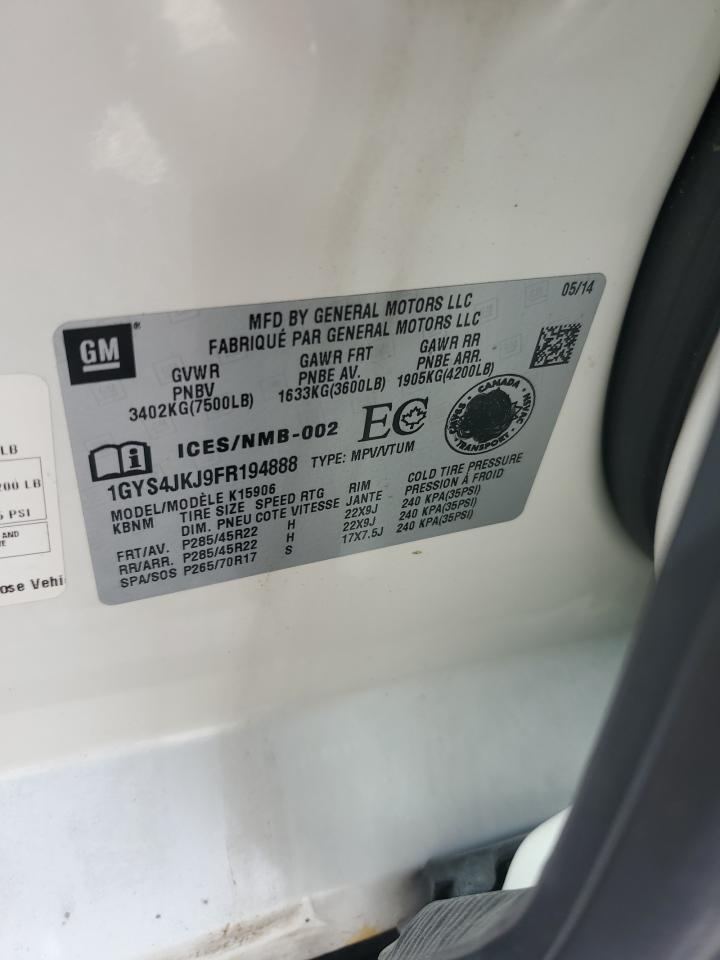 05/14
GM
MFD BY GENERAL MOTORS LLC
FABRIQUÉ PAR GENERAL MOTORS LLC
GVWR GAWR FRT GAWR RR
PNBV PNBE AV. PNBE ARR.
3402KG(7500LB) 1633KG(3600LB) 1905KG(4200LB)
ICES/NMB-002 EC
CANADA
TRANSPORT
1GYS4JKJ9FR194888 TYPE: MPV/VTUM
MODEL/MODÈLE K15906
KBNM TIRE SIZE SPEED RTG RIM COLD TIRE PRESSURE
DIM. PNEU COTE VITESSE JANTE PRESSION À FROID
FRT/AV. P285/45R22 H 22X9J 240 KPA(35PSI)
RR/ARR. P285/45R22 H 22X9J 240 KPA(35PSI)
SPA/SOS P265/70R17 S 17X7.5J 240 KPA(35PSI)
LB
200 LB
PSI
AND
ose Vehi